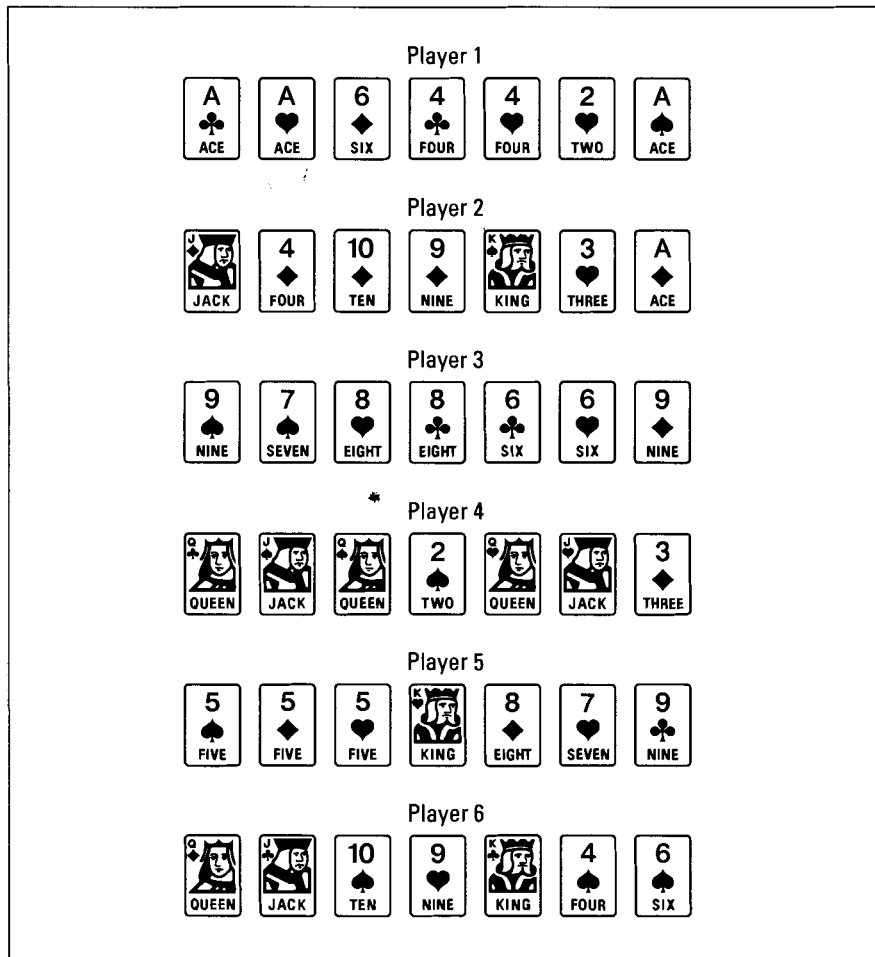 Player 1
A A 6 4 4 2 A
ACE ACE SIX FOUR FOUR TWO ACE
Player 2
J 4 10 9 K 3 A
JACK FOUR TEN NINE KING THREE ACE
Player 3
9 7 8 8 6 6 9
NINE SEVEN EIGHT EIGHT SIX SIX NINE
Player 4
Q J Q 2 Q J 3
QUEEN JACK QUEEN TWO QUEEN JACK THREE
Player 5
5 5 5 K 8 7 9
FIVE FIVE FIVE KING EIGHT SEVEN NINE
Player 6
Q J 10 9 K 4 6
QUEEN JACK TEN NINE KING FOUR SIX